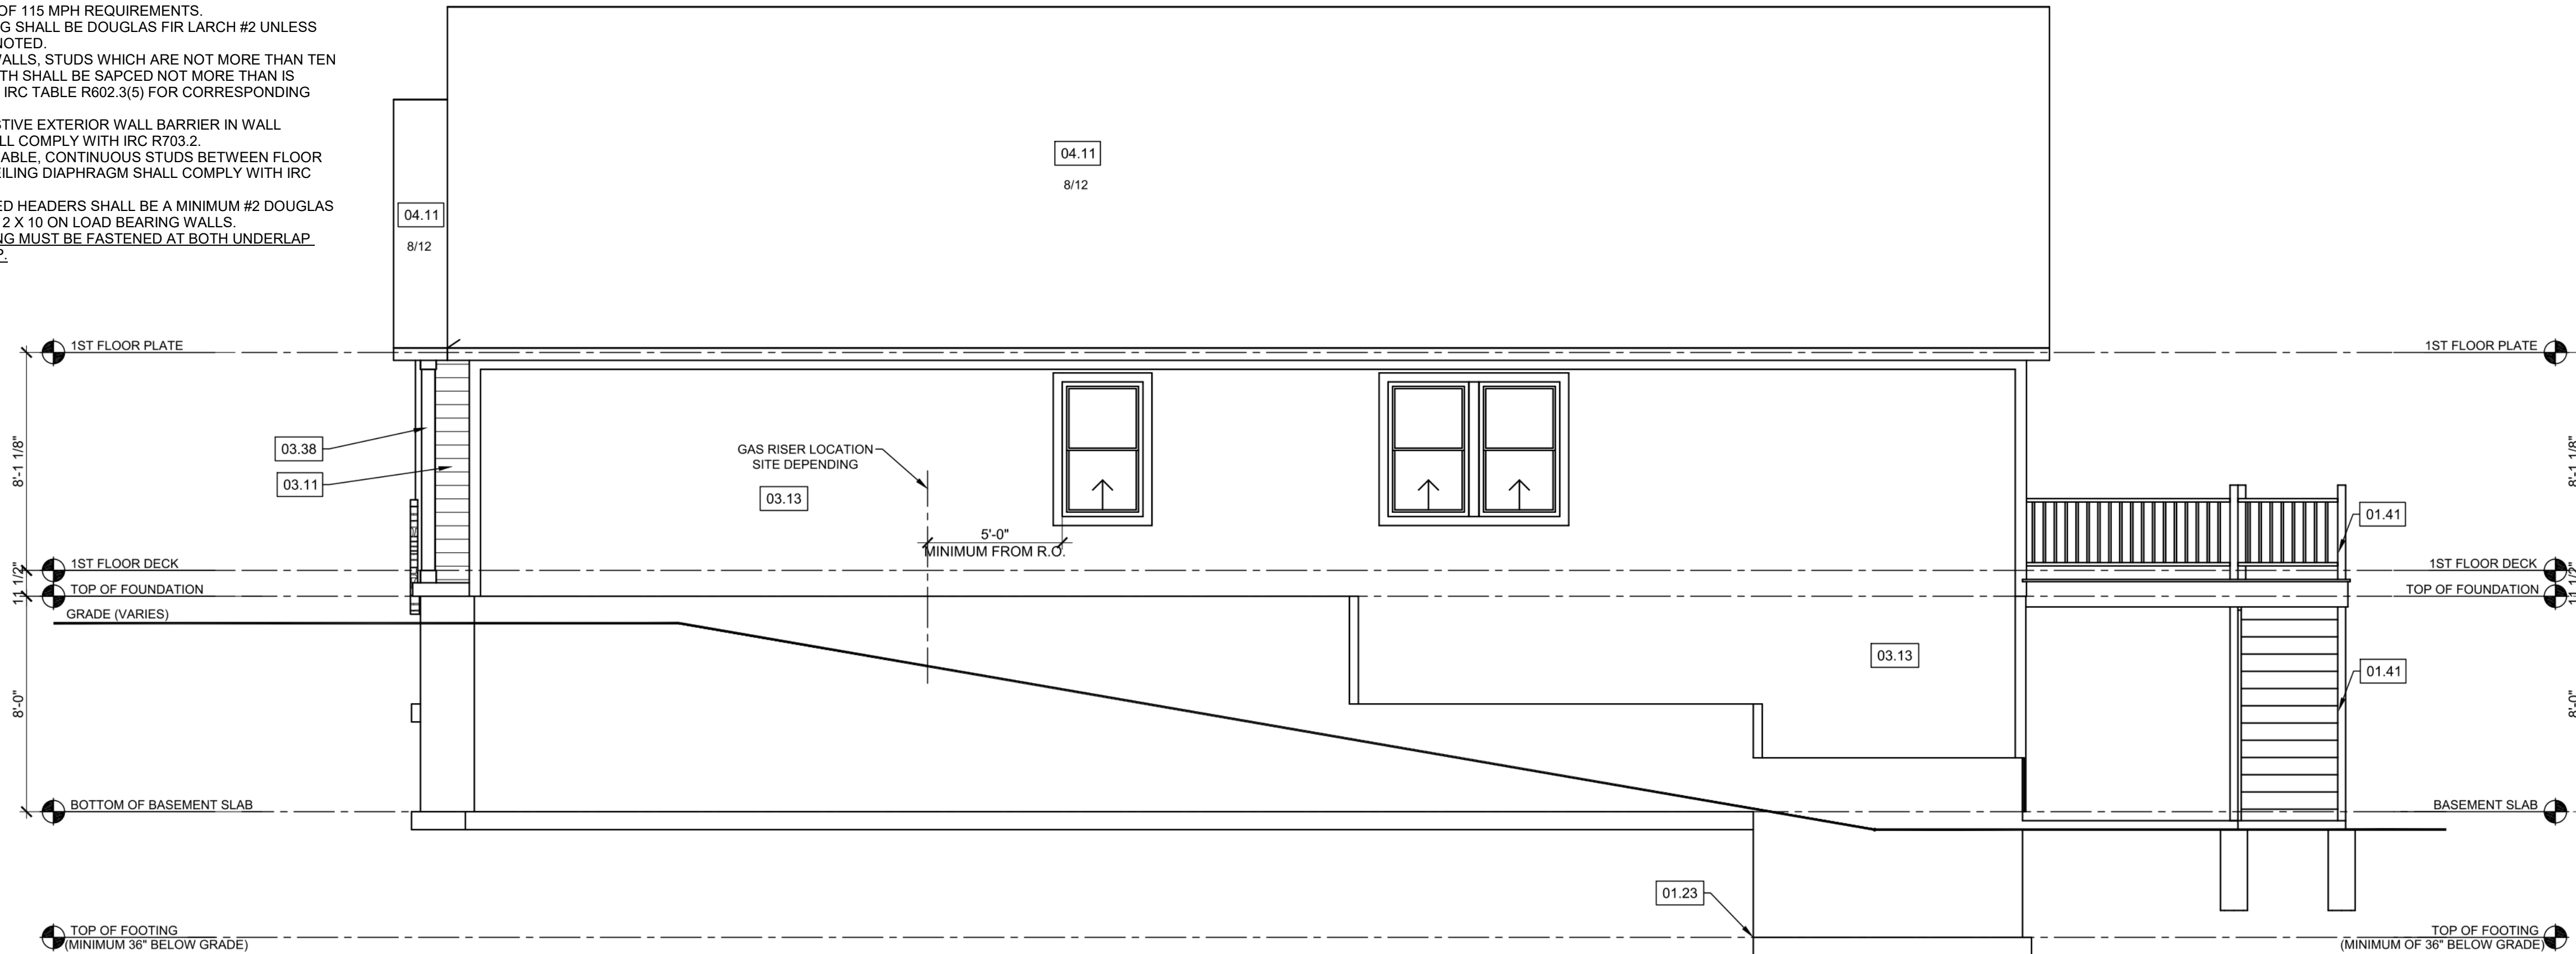 OF 115 MPH REQUIREMENTS.
G SHALL BE DOUGLAS FIR LARCH #2 UNLESS
NOTED.
WALLS, STUDS WHICH ARE NOT MORE THAN TEN
TH SHALL BE SAPCED NOT MORE THAN IS
IRC TABLE R602.3(5) FOR CORRESPONDING
STIVE EXTERIOR WALL BARRIER IN WALL
LL COMPLY WITH IRC R703.2.
ABLE, CONTINUOUS STUDS BETWEEN FLOOR
EILING DIAPHRAGM SHALL COMPLY WITH IRC
ED HEADERS SHALL BE A MINIMUM #2 DOUGLAS
2 X 10 ON LOAD BEARING WALLS.
NG MUST BE FASTENED AT BOTH UNDERLAP
P.
04.11
8/12
04.11
8/12
1ST FLOOR PLATE
1ST FLOOR PLATE
8'-1 1/8"
8'-1 1/8"
03.38
03.11
GAS RISER LOCATION
SITE DEPENDING
03.13
5'-0"
MINIMUM FROM R.O.
01.41
1ST FLOOR DECK
1ST FLOOR DECK
11 1/2"
11 1/2"
TOP OF FOUNDATION
TOP OF FOUNDATION
GRADE (VARIES)
03.13
01.41
8'-0"
8'-0"
BOTTOM OF BASEMENT SLAB
BASEMENT SLAB
01.23
TOP OF FOOTING
(MINIMUM 36" BELOW GRADE)
TOP OF FOOTING
(MINIMUM OF 36" BELOW GRADE)